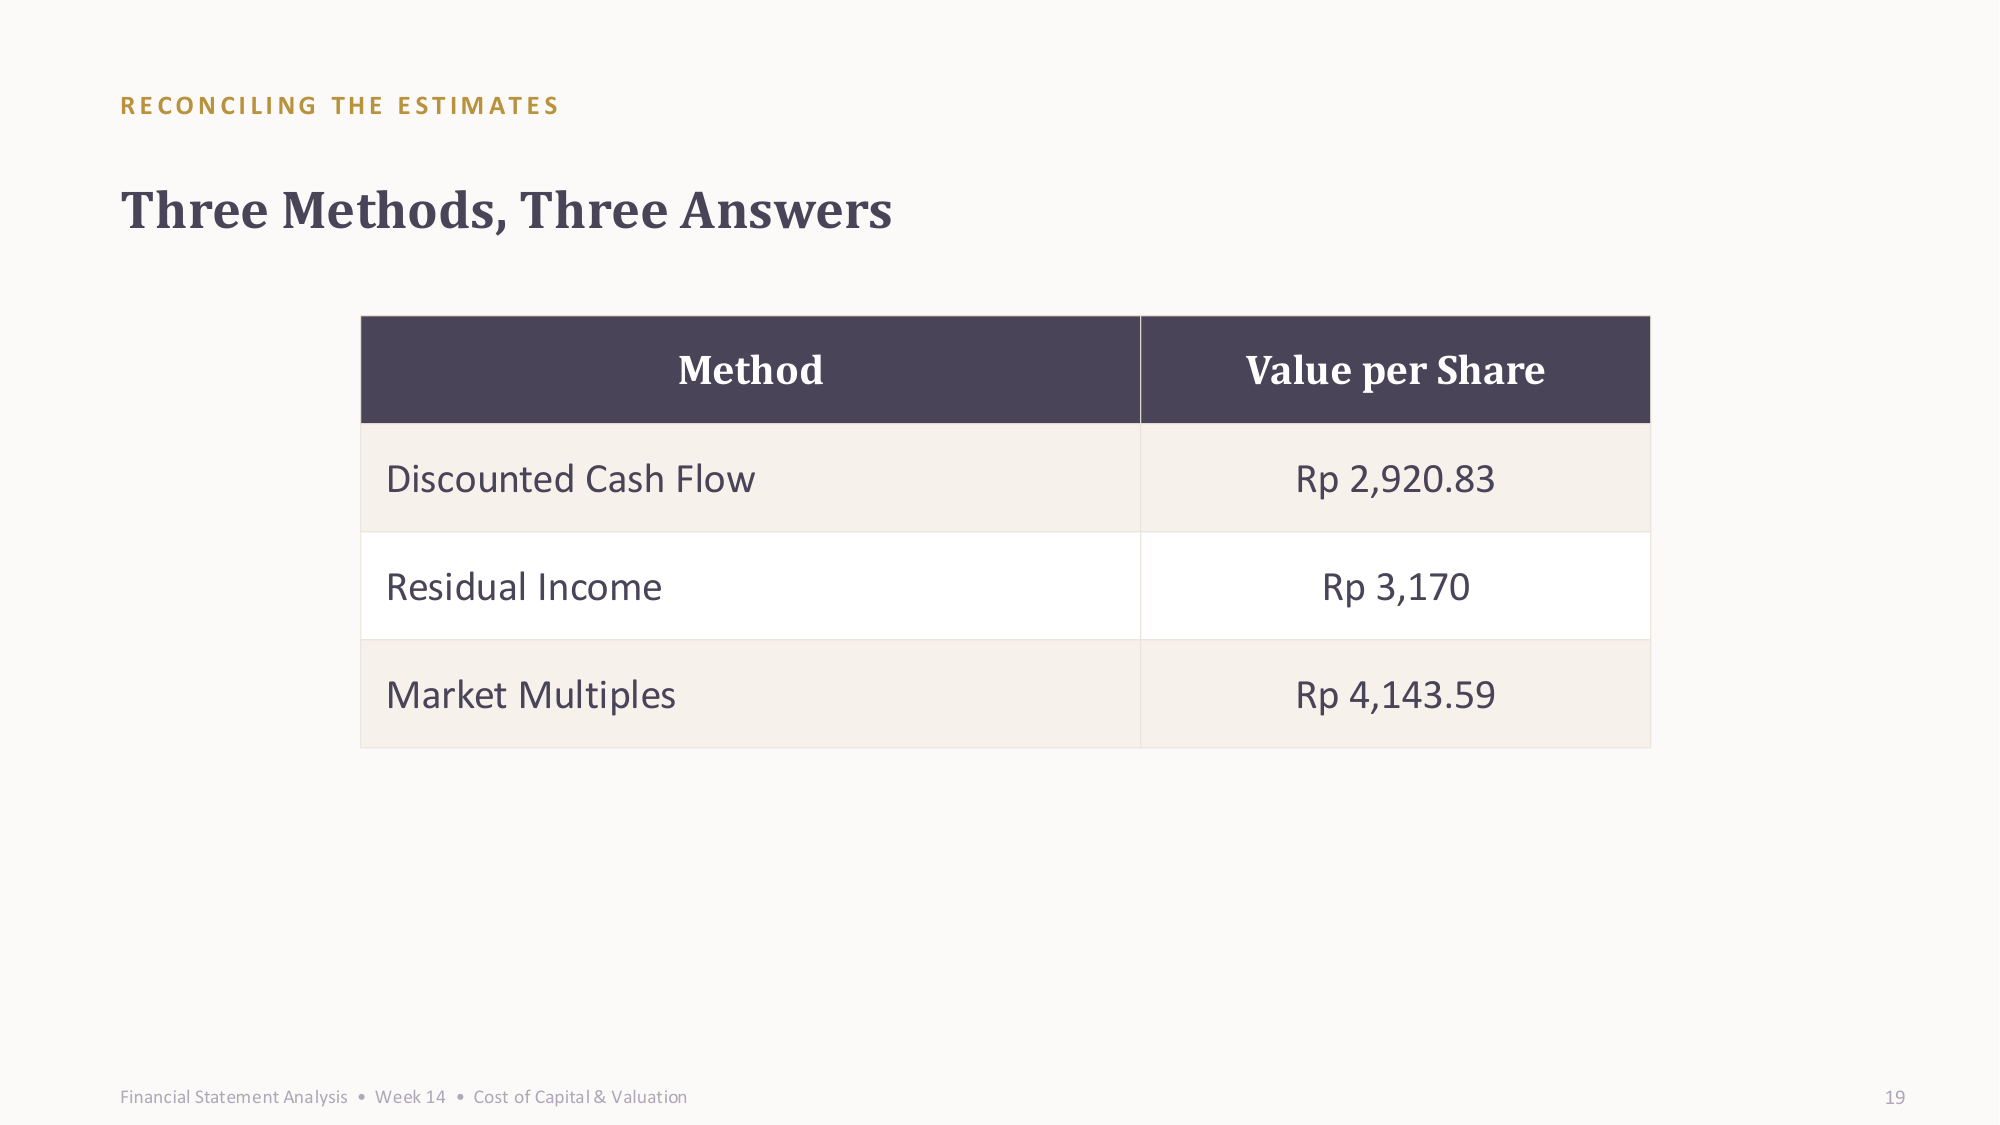 RECONCILING THE ESTIMATES
Three Methods, Three Answers
Method Value per Share
Discounted Cash Flow Rp 2,920.83
Residual Income Rp 3,170
Market Multiples Rp 4,143.59
Financial Statement Analysis • Week 14 • Cost of Capital & Valuation 19